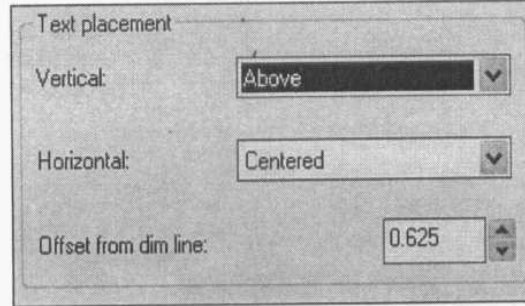 Text placement
Vertical: Above
Horizontal: Centered
Offset from dim line: 0.625